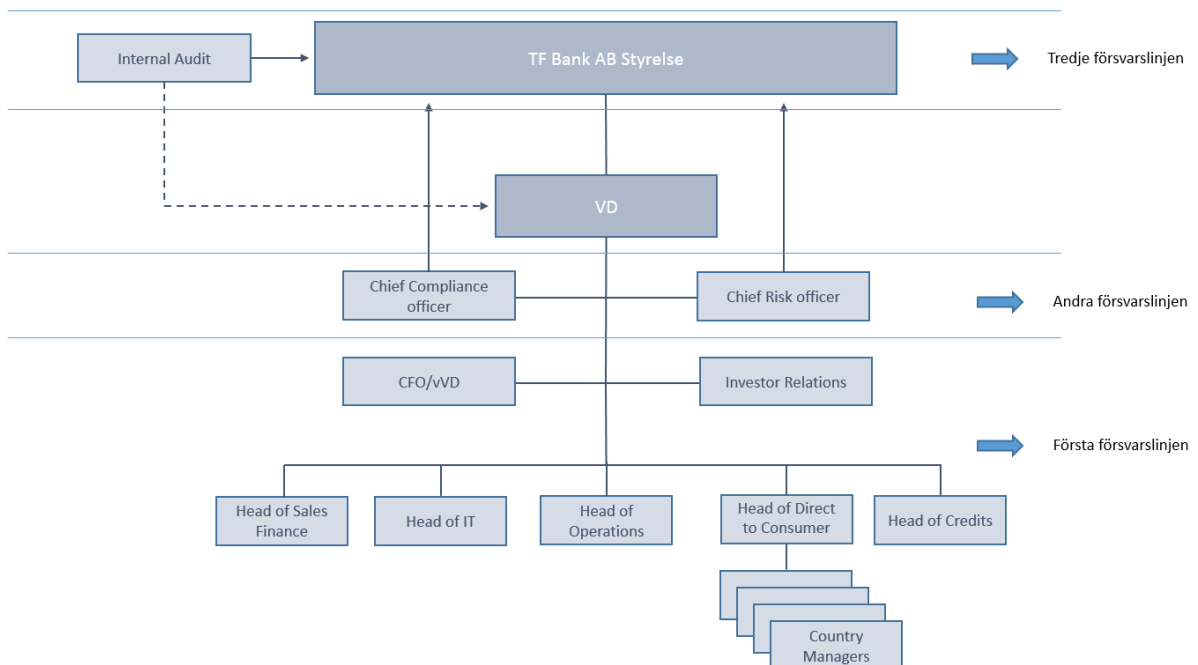 Internal Audit
TF Bank AB Styrelse
Tredje försvarslinjen
VD
Chief Compliance
officer
Chief Risk officer
Andra försvarslinjen
CFO/vVD
Investor Relations
Första försvarslinjen
Head of Sales
Finance
Head of IT
Head of
Operations
Head of Direct
to Consumer
Head of Credits
Country
Managers